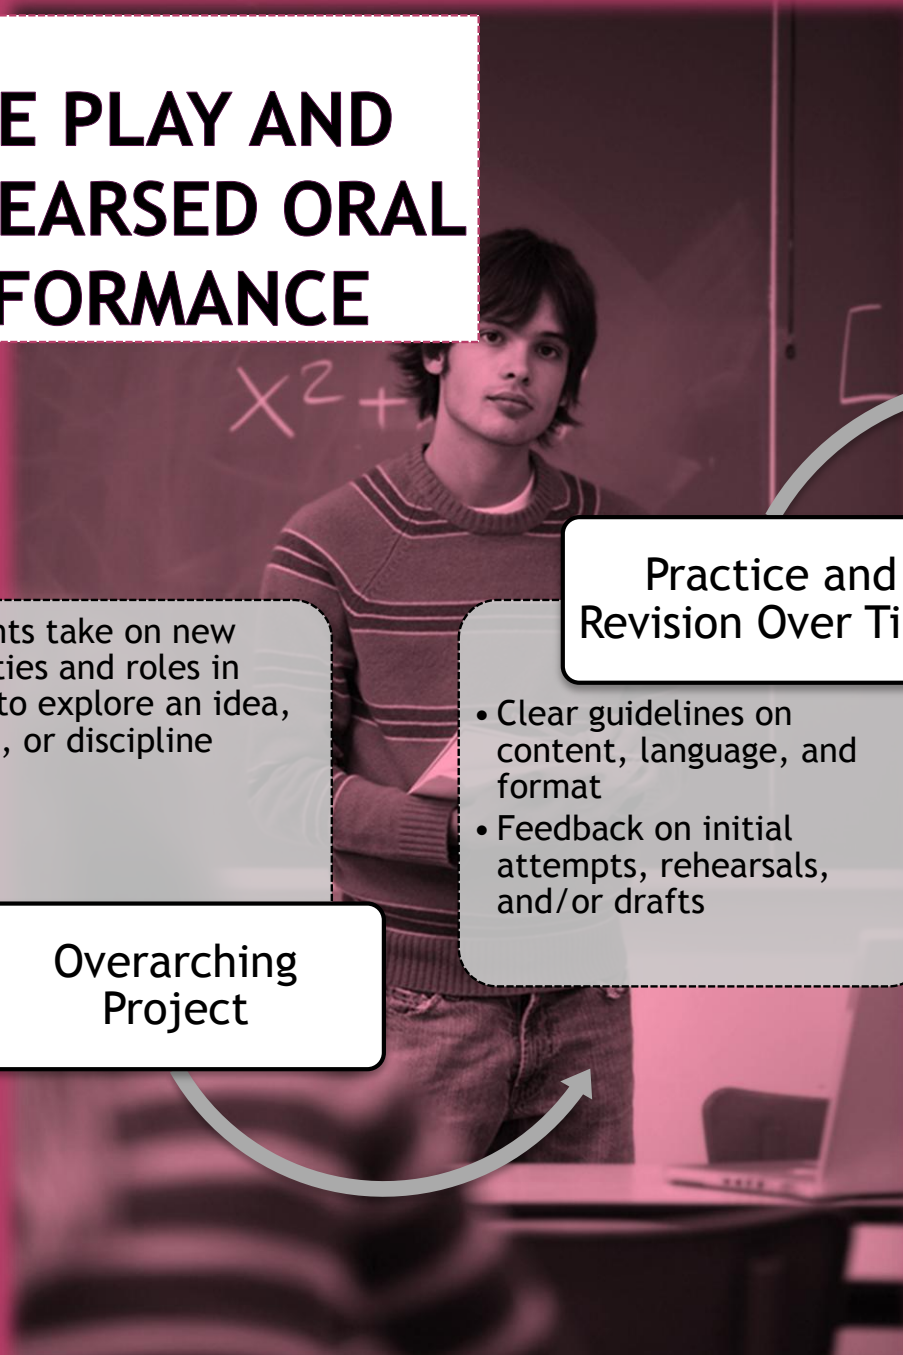 E PLAY AND
EARSED ORAL
FORMANCE
X² +
Practice and
Revision Over Ti
nts take on new
ties and roles in
to explore an idea,
, or discipline
• Clear guidelines on
content, language, and
format
• Feedback on initial
attempts, rehearsals,
and/or drafts
Overarching
Project